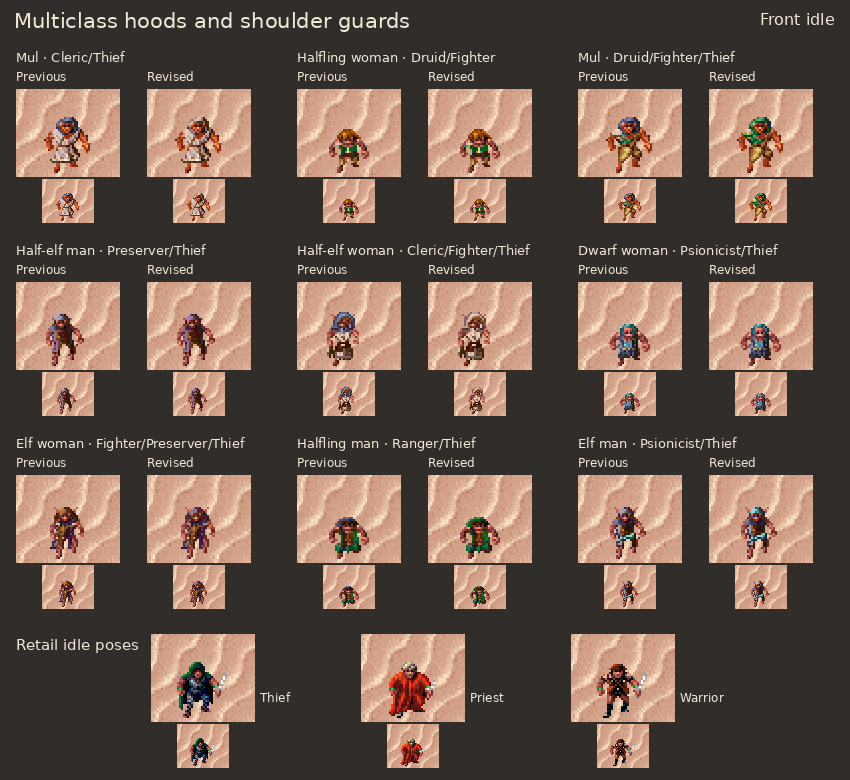 Multiclass hoods and shoulder guards
Front idle
Mul · Cleric/Thief
Previous
Revised
Halfling woman · Druid/Fighter
Previous
Revised
Mul · Druid/Fighter/Thief
Previous
Revised
Half-elf man · Preserver/Thief
Previous
Revised
Half-elf woman · Cleric/Fighter/Thief
Previous
Revised
Dwarf woman · Psionicist/Thief
Previous
Revised
Elf woman · Fighter/Preserver/Thief
Previous
Revised
Halfling man · Ranger/Thief
Previous
Revised
Elf man · Psionicist/Thief
Previous
Revised
Retail idle poses
Thief
Priest
Warrior